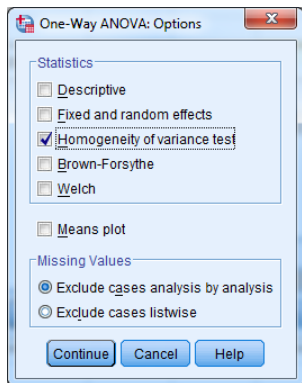 One-Way ANOVA: Options
Statistics
Descriptive
Fixed and random effects
Homogeneity of variance test
Brown-Forsythe
Welch
Means plot
Missing Values
Exclude cases analysis by analysis
Exclude cases listwise
Continue Cancel Help